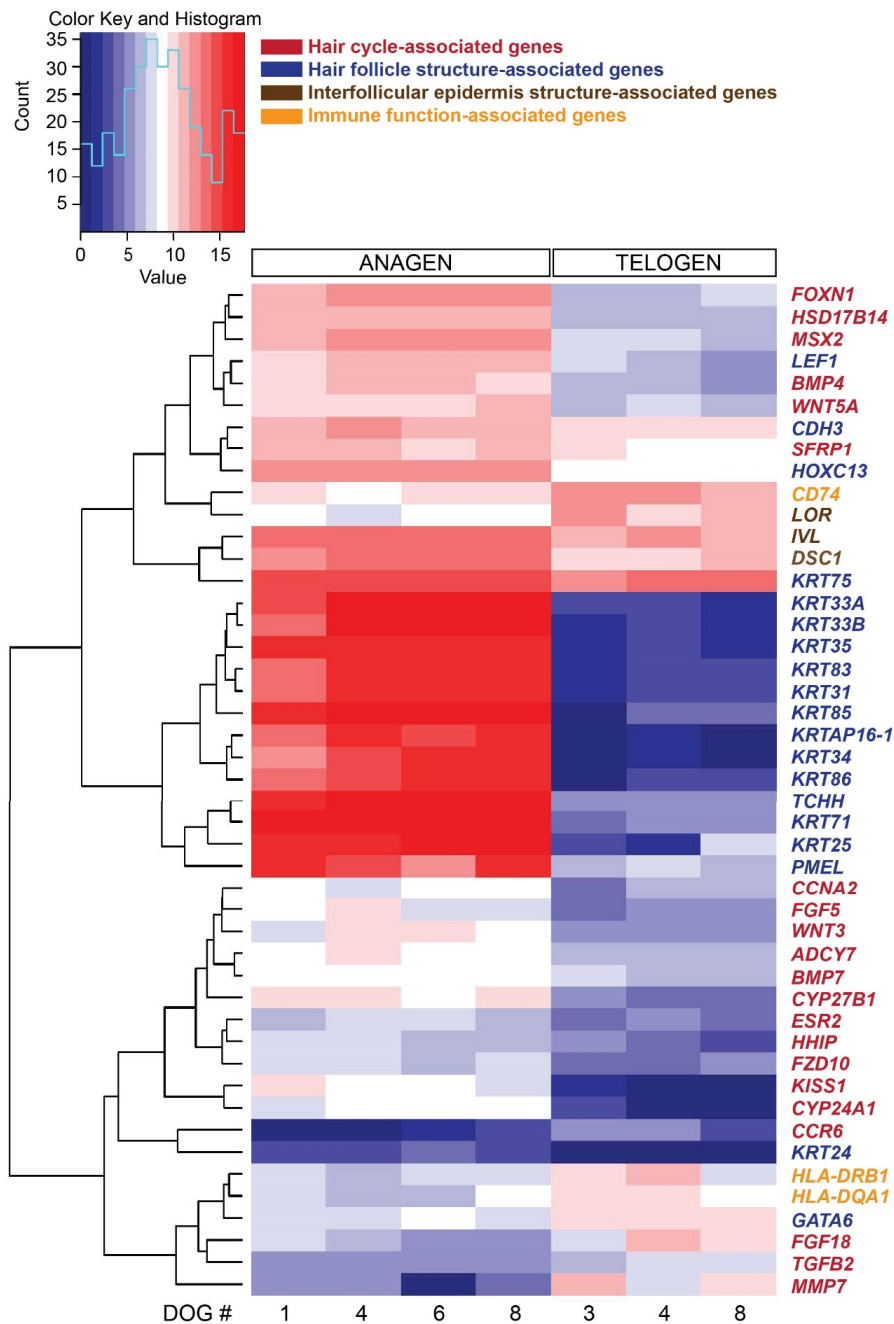 Color Key and Histogram
Count
35
30
25
20
15
10
5
0 5 10 15
Value
Hair cycle-associated genes
Hair follicle structure-associated genes
Interfollicular epidermis structure-associated genes
Immune function-associated genes
ANAGEN TELOGEN
FOXN1
HSD17B14
MSX2
LEF1
BMP4
WNT5A
CDH3
SFRP1
HOXC13
CD74
LOR
IVL
DSC1
KRT75
KRT33A
KRT33B
KRT35
KRT83
KRT31
KRT85
KRTAP16-1
KRT34
KRT86
TCHH
KRT71
KRT25
PMEL
CCNA2
FGF5
WNT3
ADCY7
BMP7
CYP27B1
ESR2
HHIP
FZD10
KISS1
CYP24A1
CCR6
KRT24
HLA-DRB1
HLA-DQA1
GATA6
FGF18
TGFB2
MMP7
DOG # 1 4 6 8 3 4 8